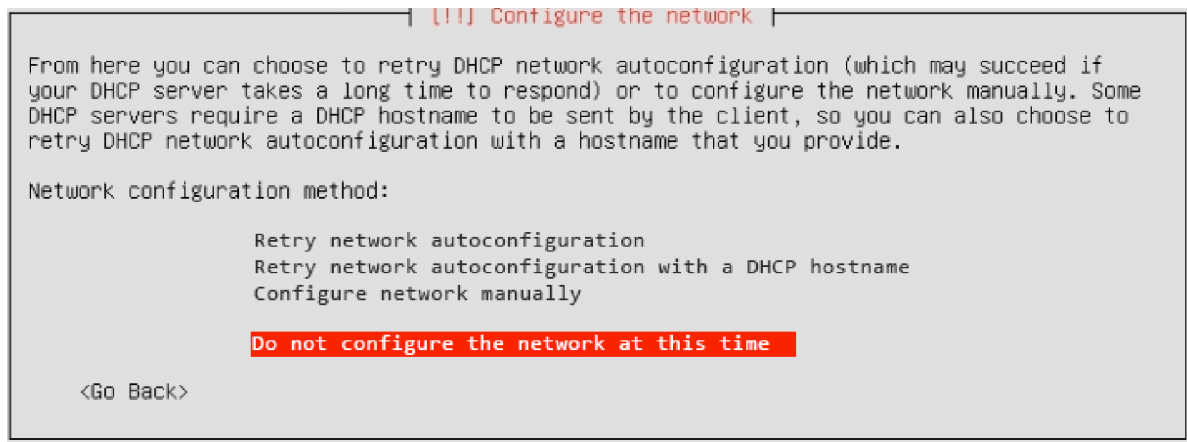 [!!] Configure the network
From here you can choose to retry DHCP network autoconfiguration (which may succeed if
your DHCP server takes a long time to respond) or to configure the network manually. Some
DHCP servers require a DHCP hostname to be sent by the client, so you can also choose to
retry DHCP network autoconfiguration with a hostname that you provide.
Network configuration method:
Retry network autoconfiguration
Retry network autoconfiguration with a DHCP hostname
Configure network manually
Do not configure the network at this time
<Go Back>